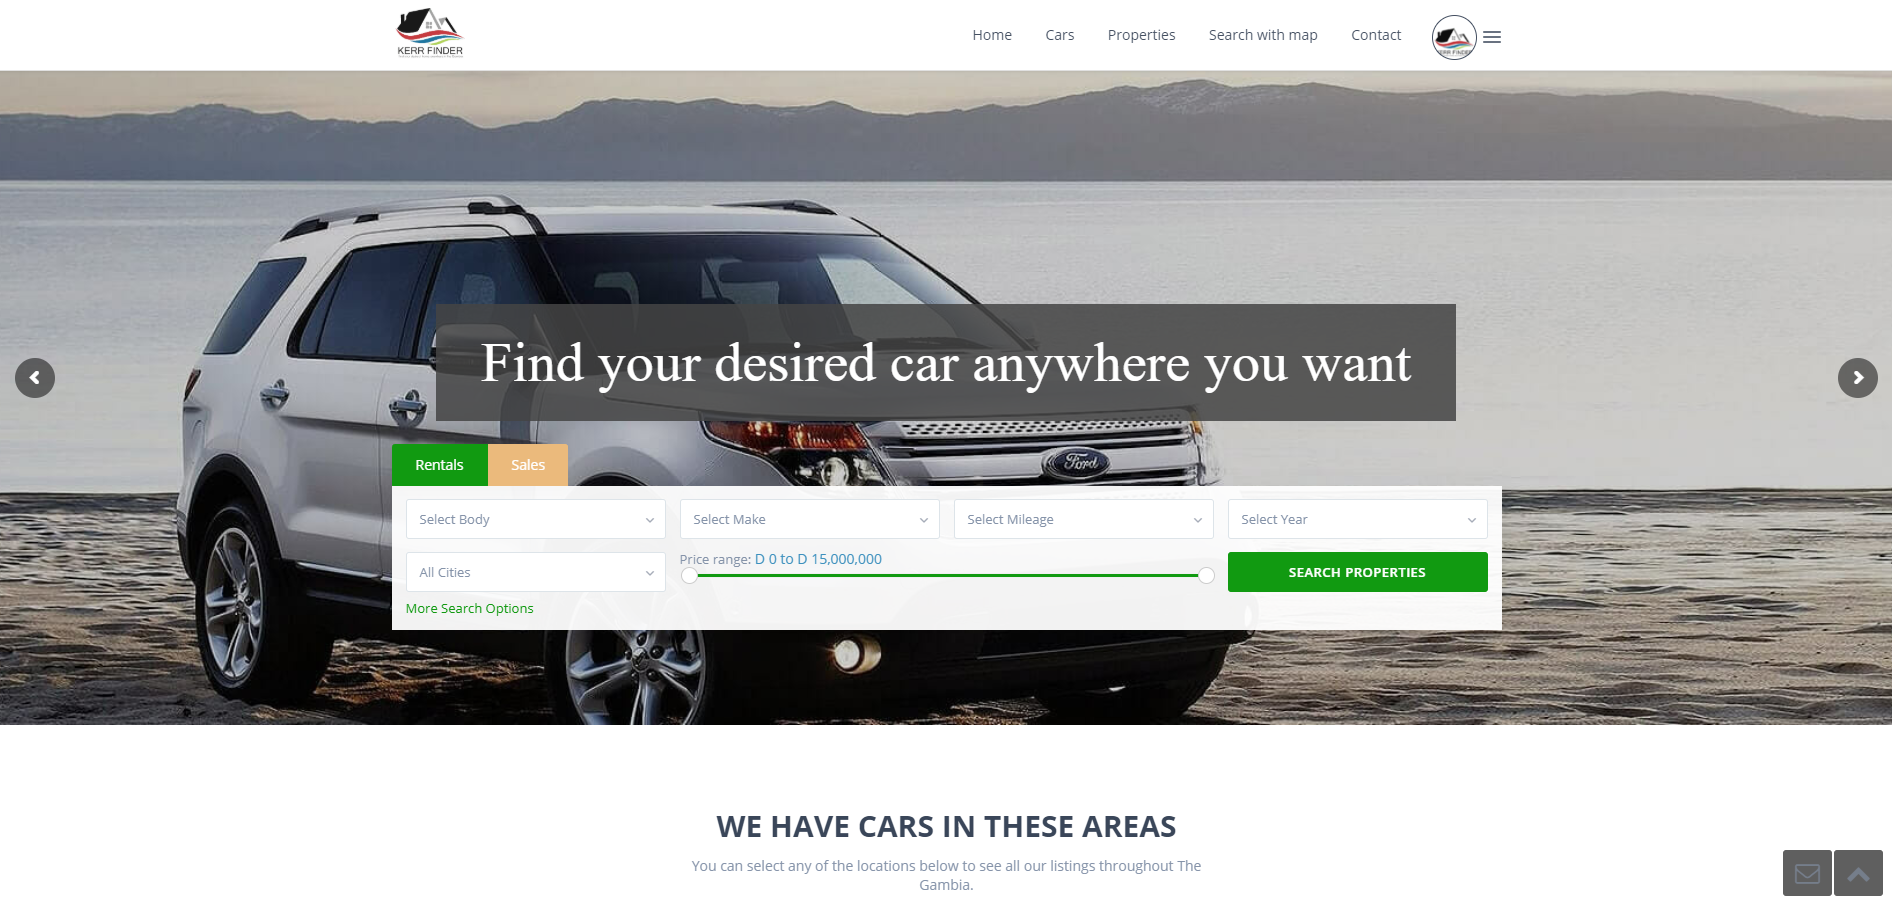 KERR FINDER
Home
Cars
Properties
Search with map
Contact
KERR FINDER
Find your desired car anywhere you want
Rentals
Sales
Ford
Select Body
Select Make
Select Mileage
Select Year
All Cities
Price range: D 0 to D 15,000,000
SEARCH PROPERTIES
More Search Options
WE HAVE CARS IN THESE AREAS
You can select any of the locations below to see all our listings throughout The
Gambia.